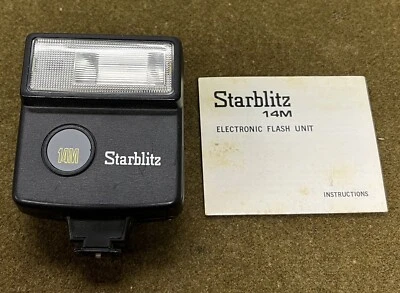 14M
Starblitz
Starblitz
14M
ELECTRONIC FLASH UNIT
INSTRUCTIONS